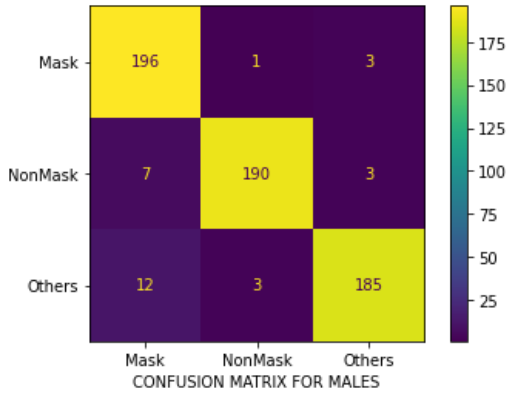 175
Mask 196 1 3
150
125
NonMask 7 190 3
100
75
50
Others 12 3 185
25
Mask NonMask Others
CONFUSION MATRIX FOR MALES